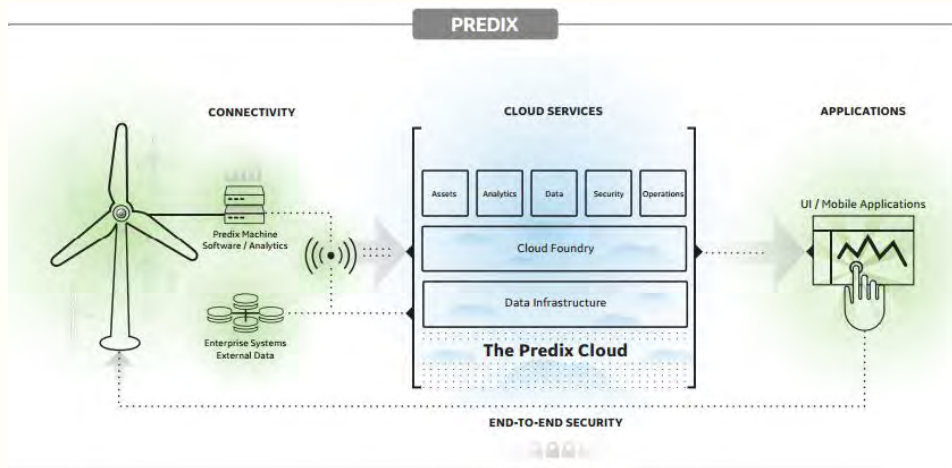 PREDIX
CONNECTIVITY
CLOUD SERVICES
APPLICATIONS
Assets
Analytics
Data
Security
Operations
Predix Machine
Software / Analytics
Cloud Foundry
UI / Mobile Applications
Data Infrastructure
Enterprise Systems
External Data
The Predix Cloud
END-TO-END SECURITY